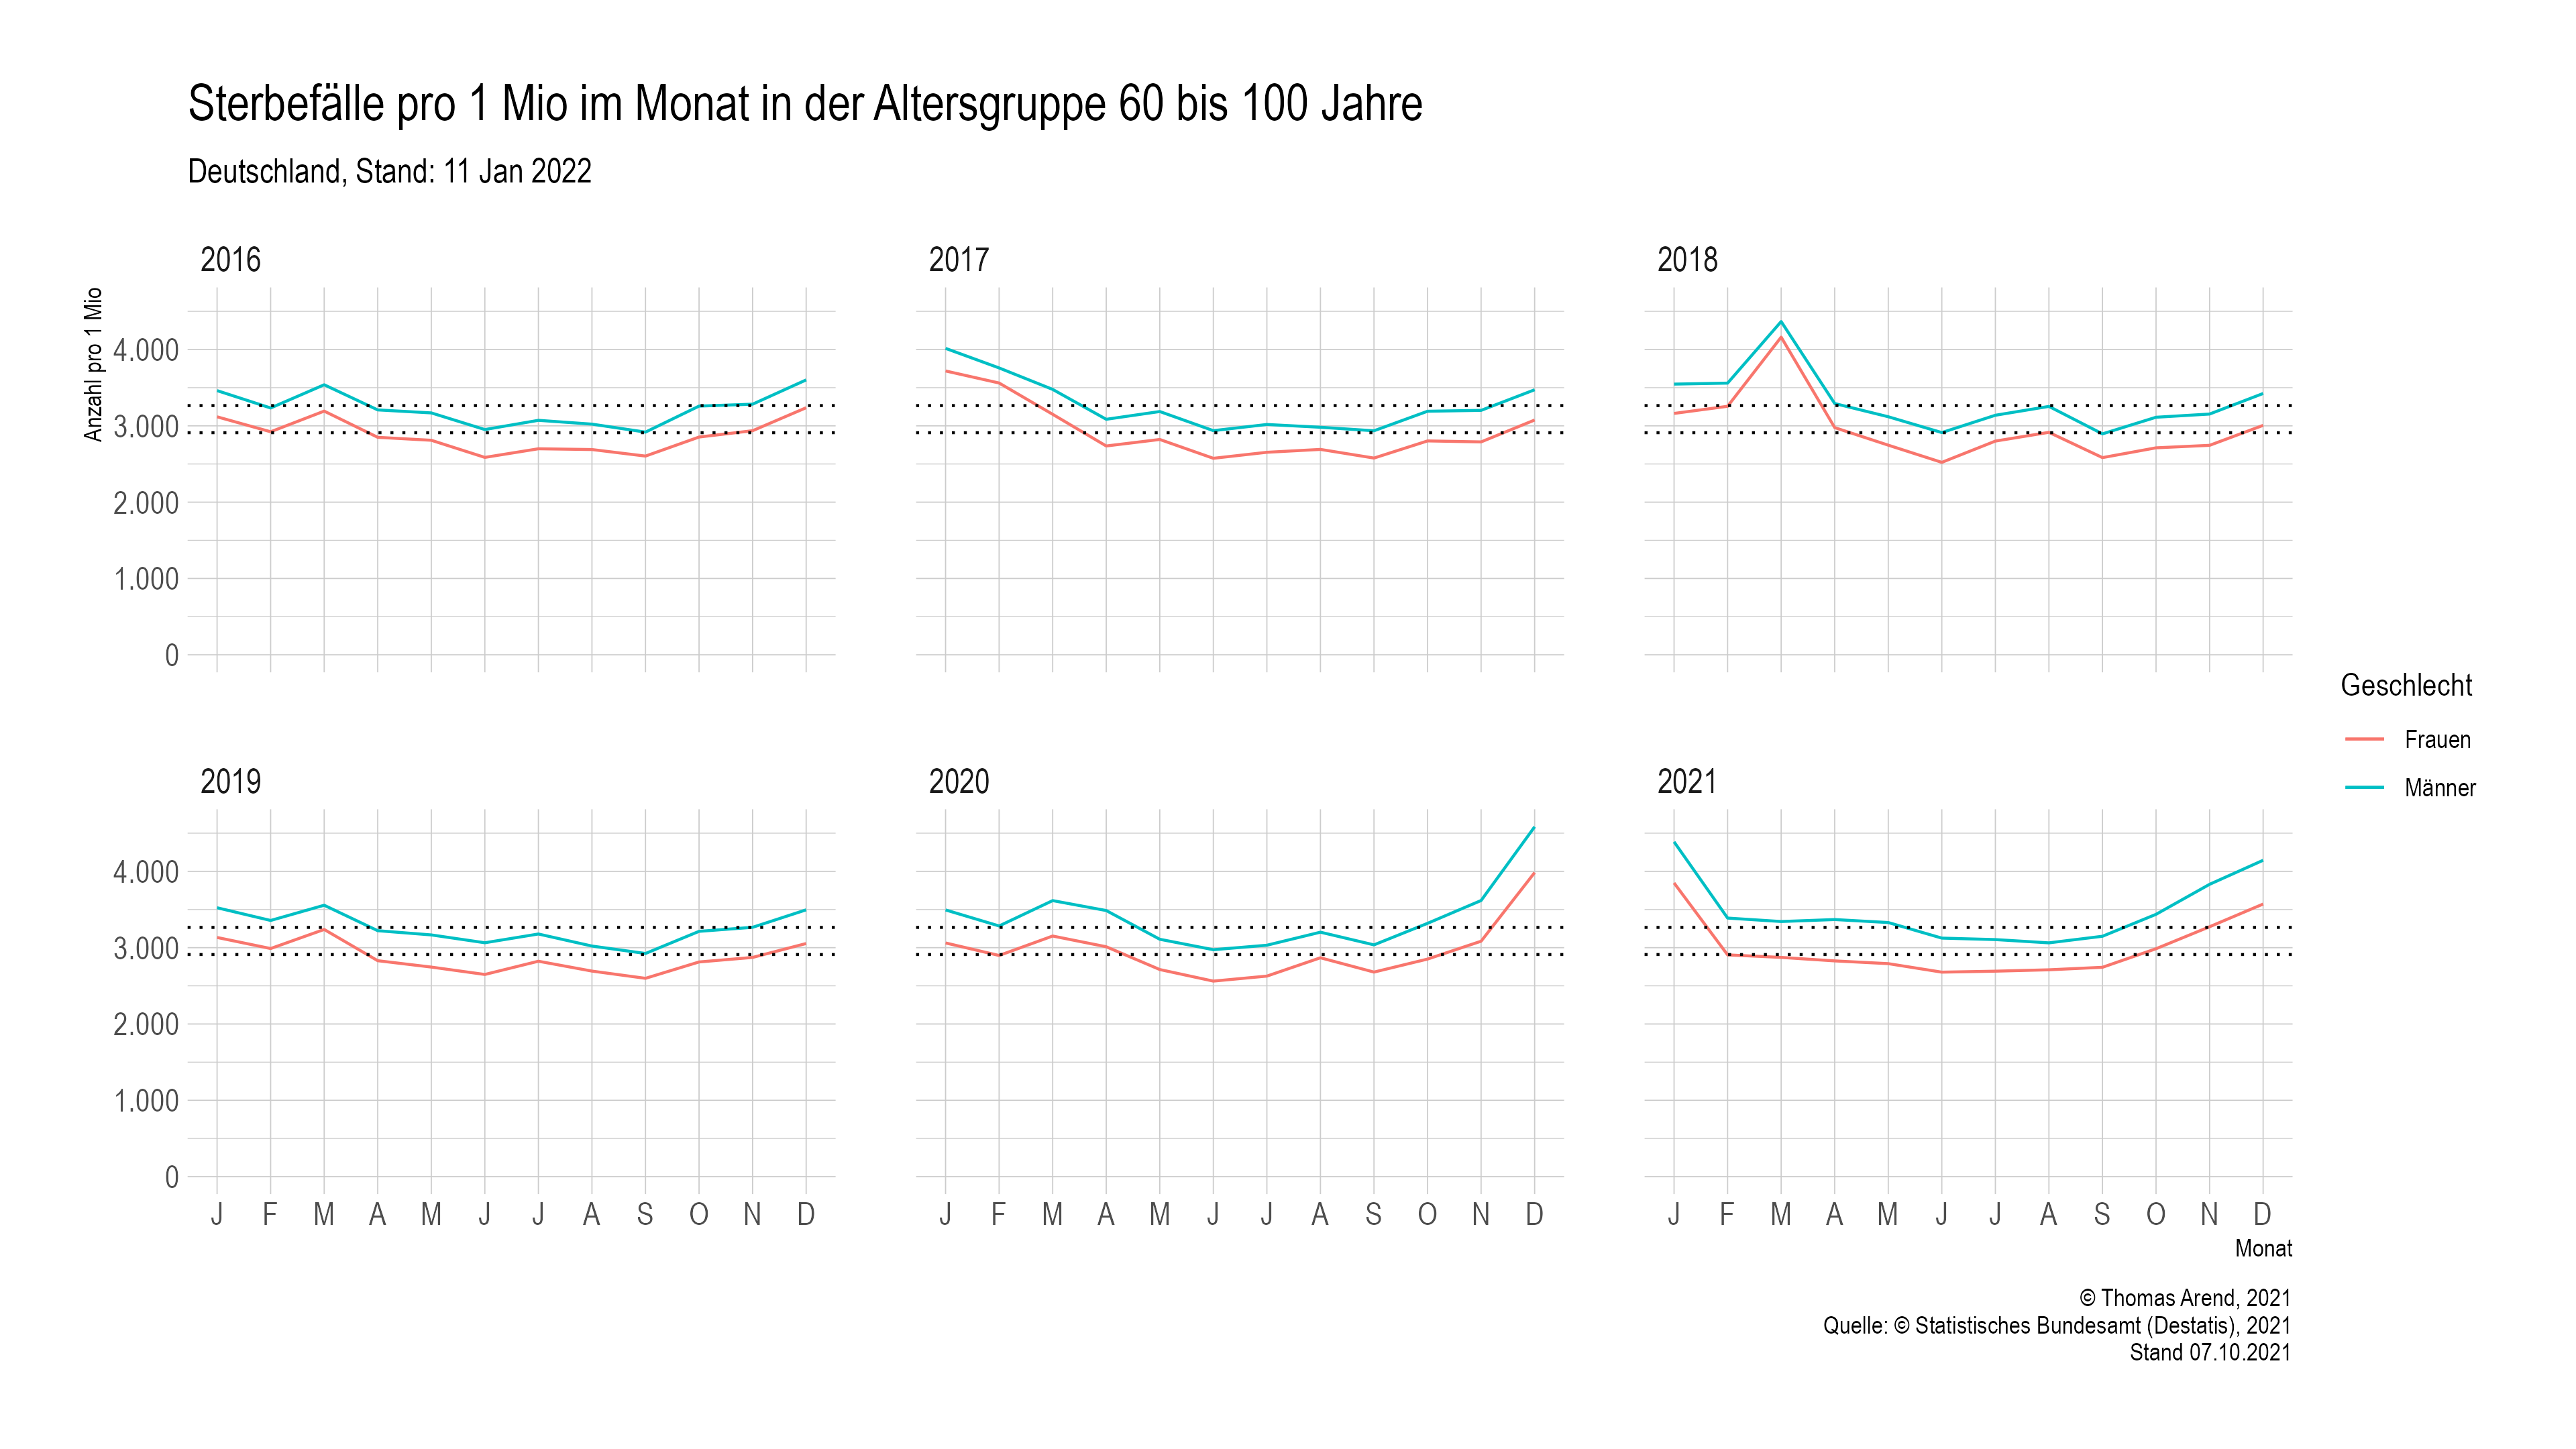 Sterbefälle pro 1 Mio im Monat in der Altersgruppe 60 bis 100 Jahre
Deutschland, Stand: 11 Jan 2022
2016
2017
2018
Anzahl pro 1 Mio
4.000
3.000
2.000
1.000
0
Geschlecht
Frauen
Männer
2019
2020
2021
4.000
3.000
2.000
1.000
0
J F M A M J J A S O N D
J F M A M J J A S O N D
J F M A M J J A S O N D
Monat
© Thomas Arend, 2021
Quelle: © Statistisches Bundesamt (Destatis), 2021
Stand 07.10.2021